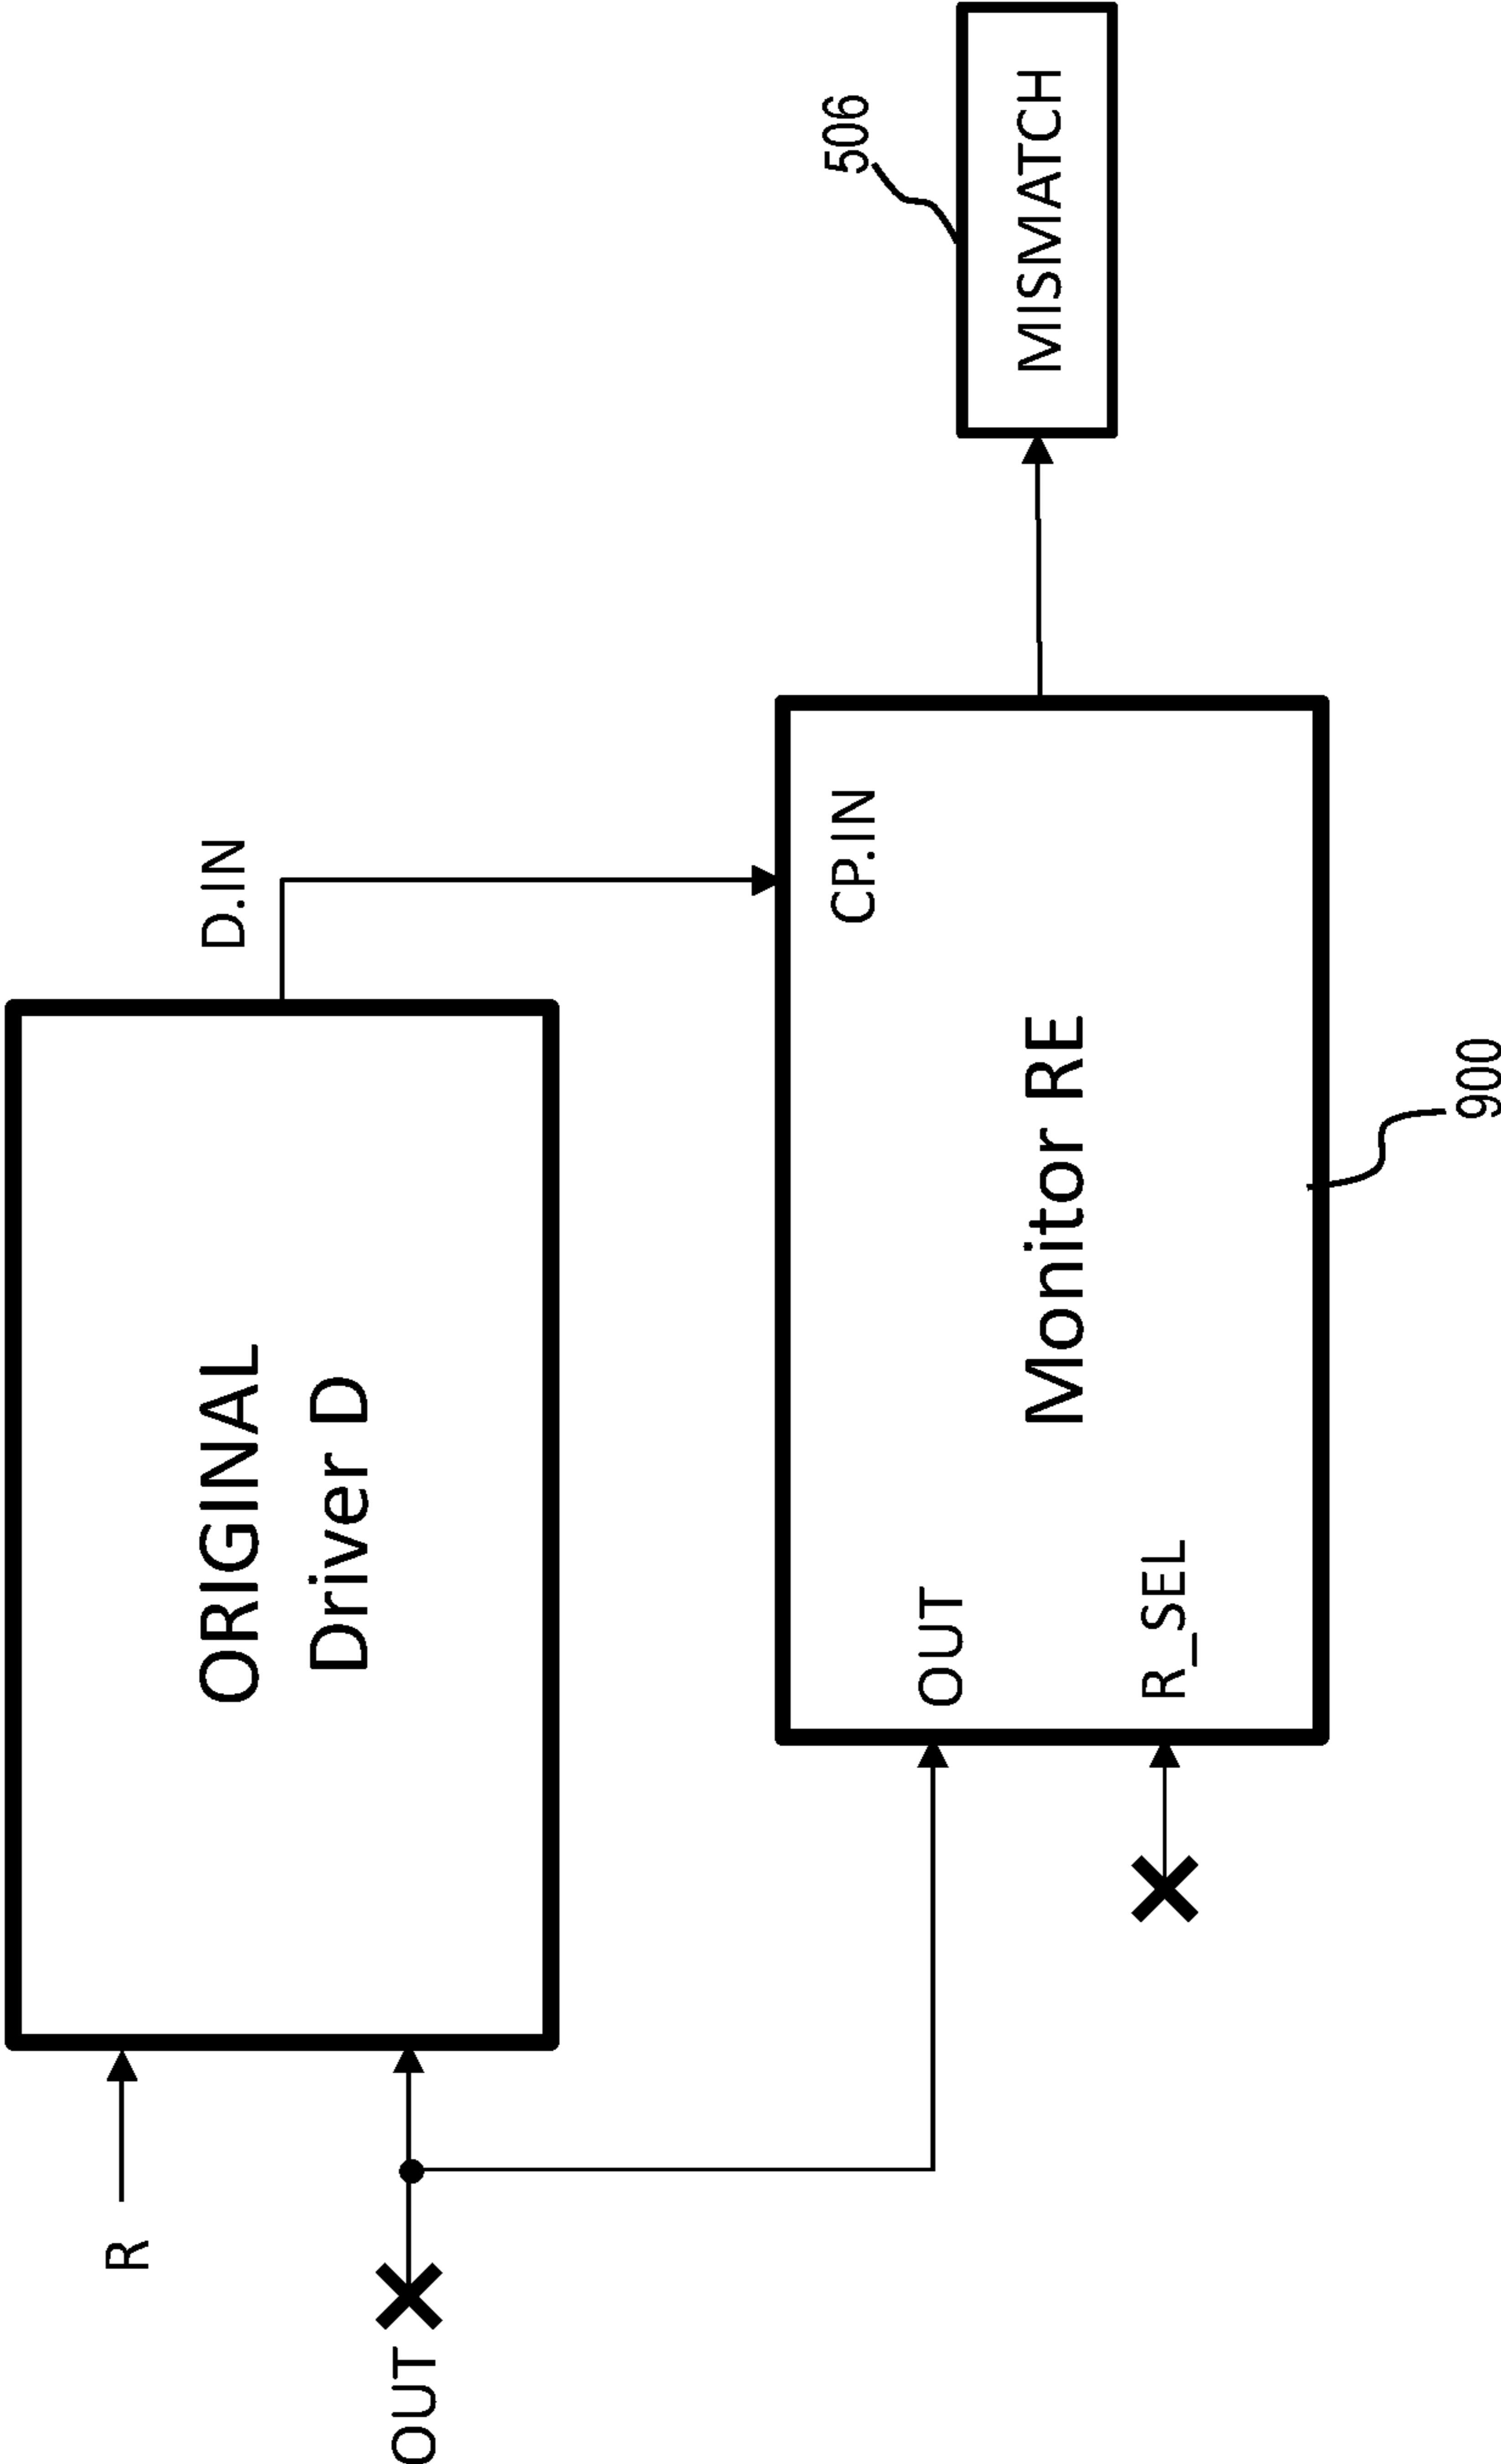 R
OUT
ORIGINAL
Driver D
D.IN
OUT
R_SEL
Monitor RE
CP.IN
900
506
MISMATCH